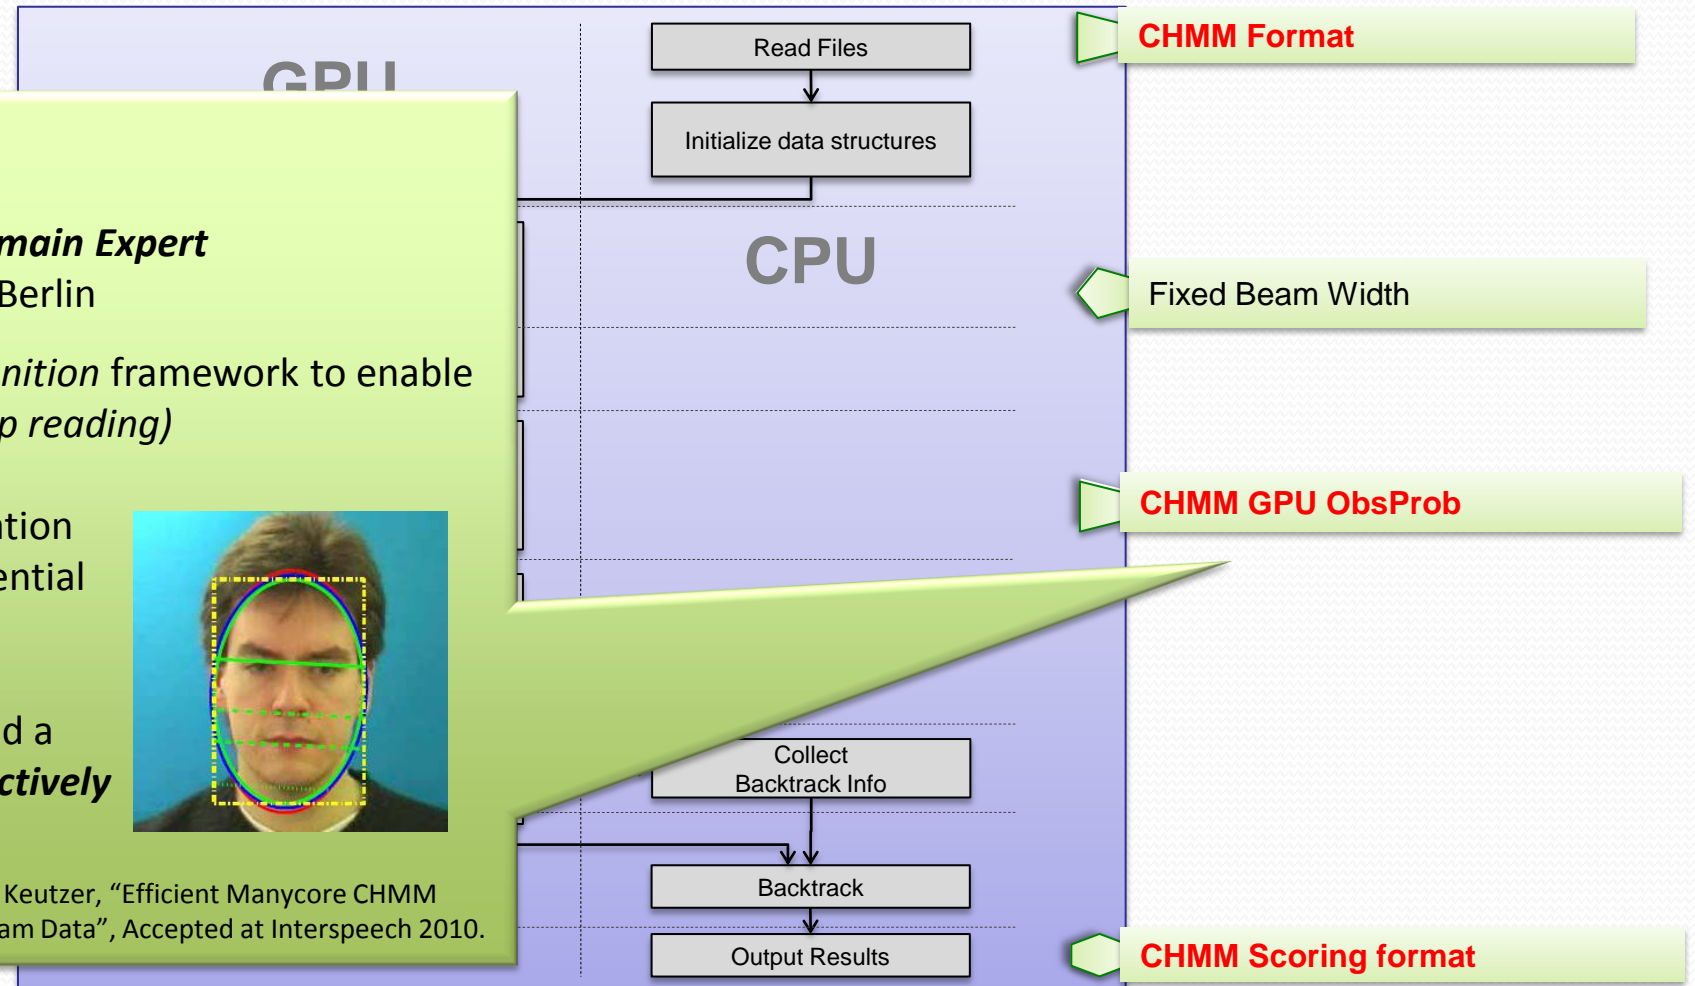 GPU
CPU
Read Files
Initialize data structures
Collect
Backtrack Info
Backtrack
Output Results
main Expert
Berlin
nition framework to enable
p reading)
ation
ential
d a
ctively
Keutzer, “Efficient Manycore CHMM
am Data”, Accepted at Interspeech 2010.
CHMM Format
Fixed Beam Width
CHMM GPU ObsProb
CHMM Scoring format